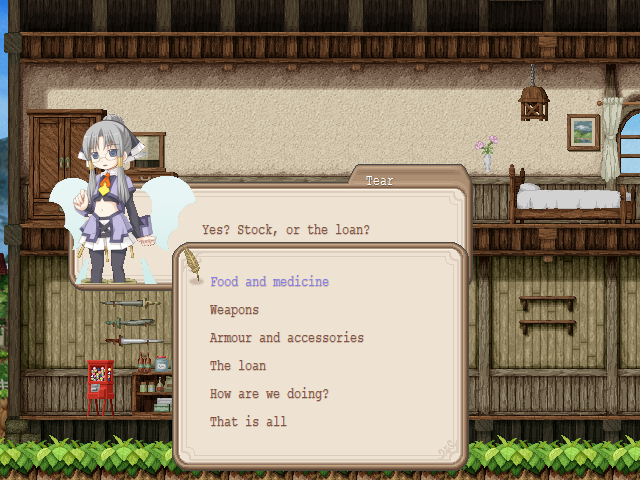 Tear
Yes? Stock, or the loan?
Food and medicine
Weapons
Armour and accessories
The loan
How are we doing?
That is all